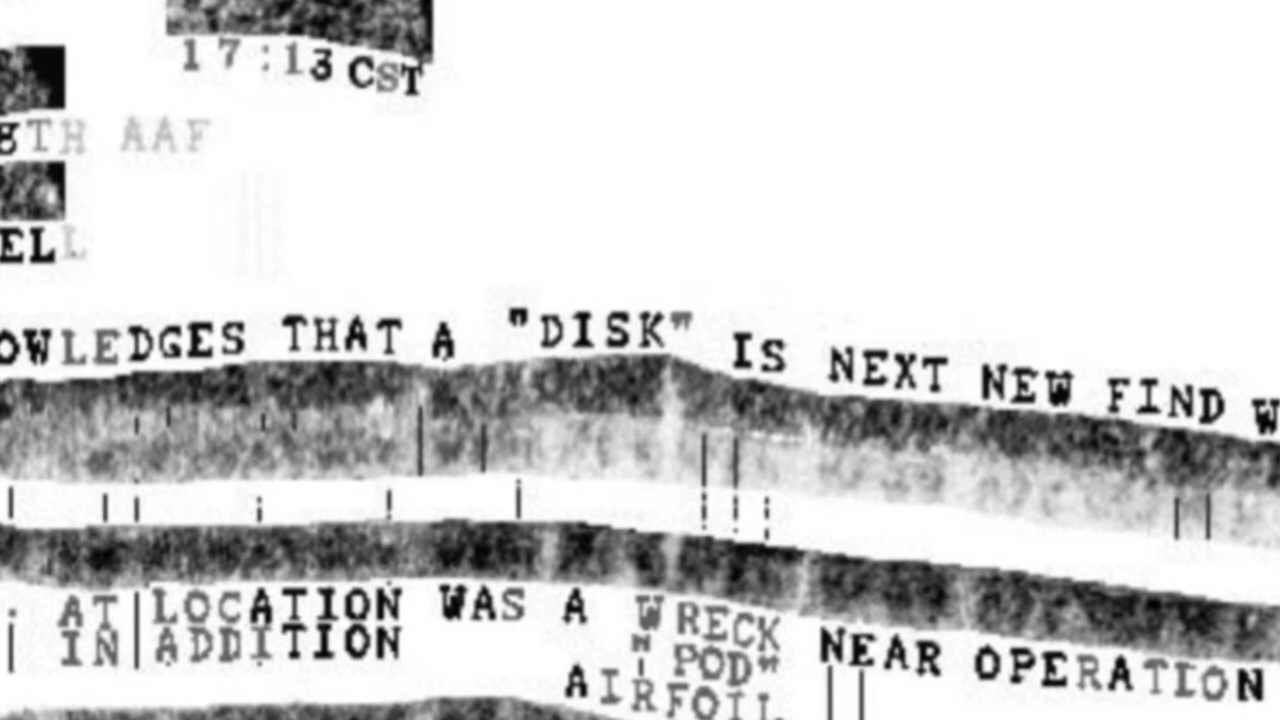 17:13 CST
8TH AAF
ELL
OWLEDGES THAT A "DISK" IS NEXT NEW FIND W
AT LOCATION WAS A WRECK NEAR OPERATION
IN ADDITION "POD"
AIRFOIL